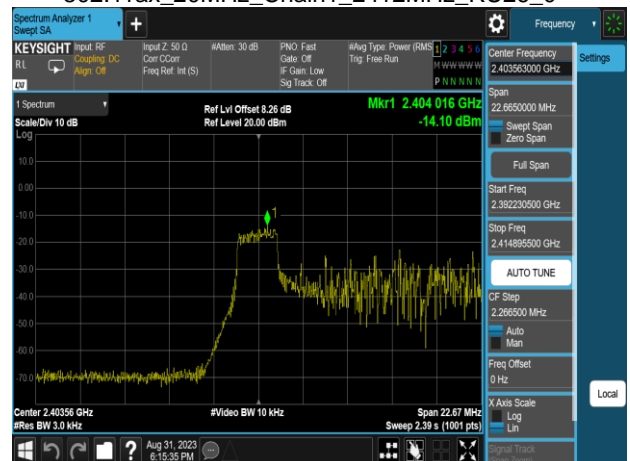 Spectrum Analyzer 1
Swept SA
+
Frequency
KEYSIGHT
RL
LXI
Input: RF
Coupling: DC
Align: Off
Input Z: 50 Ω
Corr CCorr
Freq Ref: Int (S)
#Atten: 30 dB
PNO: Fast
Gate: Off
IF Gain: Low
Sig Track: Off
#Avg Type: Power (RMS
Trig: Free Run
1 2 3 4 5 6
M W W W W W
P N N N N N
Center Frequency
2.403563000 GHz
Settings
Span
22.6650000 MHz
Swept Span
Zero Span
Full Span
Start Freq
2.392230500 GHz
Stop Freq
2.414895500 GHz
AUTO TUNE
CF Step
2.266500 MHz
Auto
Man
Freq Offset
0 Hz
X Axis Scale
Log
Lin
Signal Track
Local
1 Spectrum
Scale/Div 10 dB
Log
Ref Lvl Offset 8.26 dB
Ref Level 20.00 dBm
Mkr1 2.404 016 GHz
-14.10 dBm
10.0
0.00
-10.0
-20.0
-30.0
-40.0
-50.0
-60.0
-70.0
1
Center 2.40356 GHz
#Res BW 3.0 kHz
#Video BW 10 kHz
Span 22.67 MHz
Sweep 2.39 s (1001 pts)
?
Aug 31, 2023
6:15:35 PM